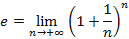 e = lim_{n→+∞} (1 + 1/n)^n